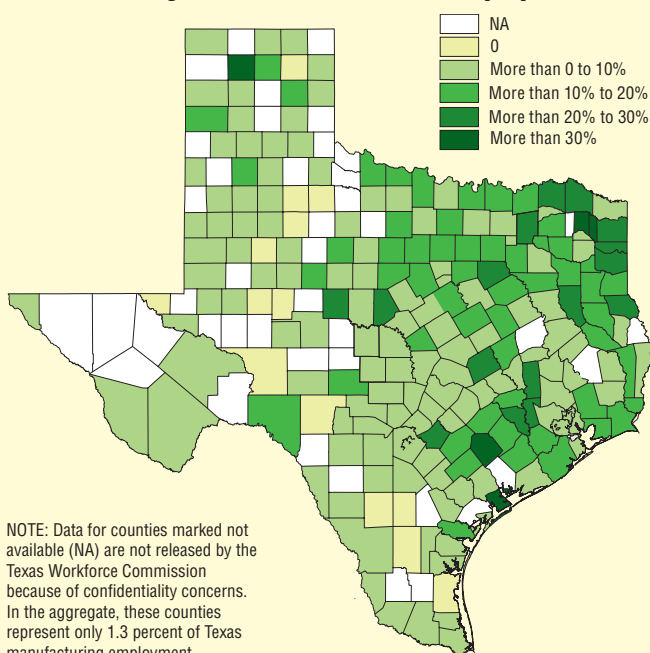 NA
0
More than 0 to 10%
More than 10% to 20%
More than 20% to 30%
More than 30%
NOTE: Data for counties marked not
available (NA) are not released by the
Texas Workforce Commission
because of confidentiality concerns.
In the aggregate, these counties
represent only 1.3 percent of Texas
manufacturing employment